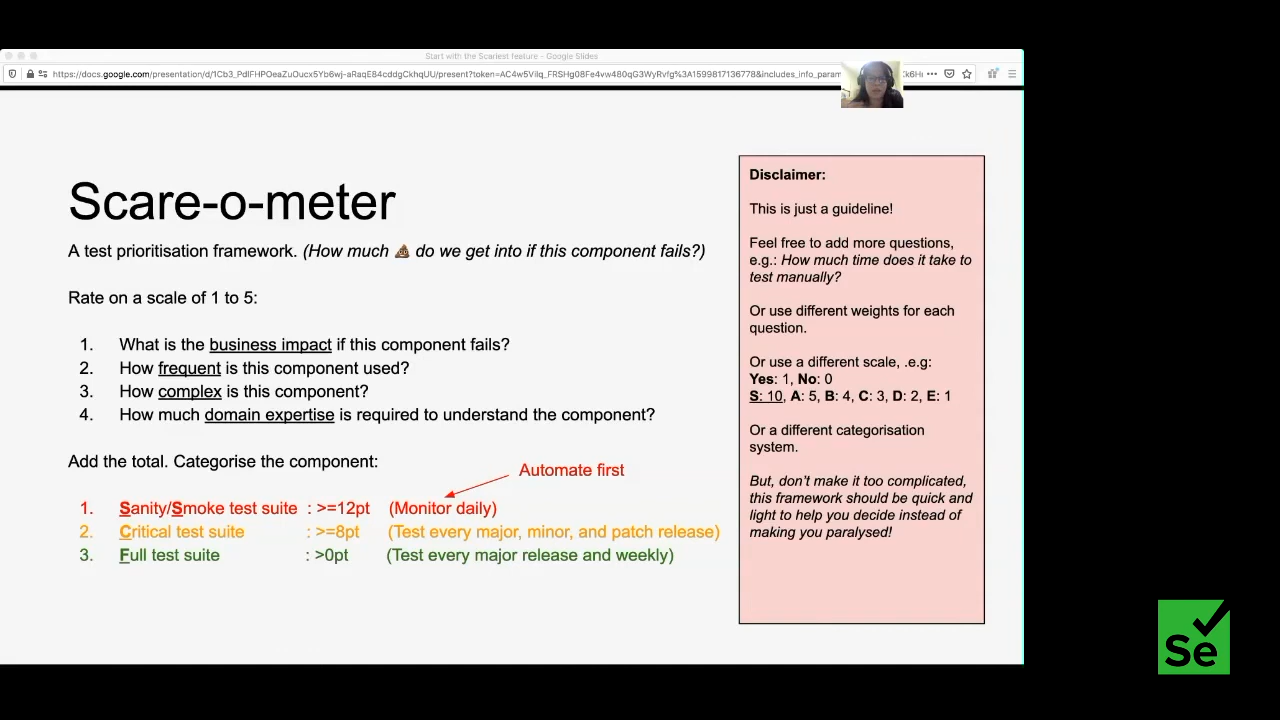 Start with the Scariest feature – Google Slides
Scare-o-meter
A test prioritisation framework. (How much 💩 do we get into if this component fails?)
Rate on a scale of 1 to 5:
1. What is the business impact if this component fails?
2. How frequent is this component used?
3. How complex is this component?
4. How much domain expertise is required to understand the component?
Add the total. Categorise the component:
Automate first
1. Sanity/Smoke test suite : >=12pt (Monitor daily)
2. Critical test suite : >=8pt (Test every major, minor, and patch release)
3. Full test suite : >0pt (Test every major release and weekly)
Disclaimer:
This is just a guideline!
Feel free to add more questions,
e.g.: How much time does it take to
test manually?
Or use different weights for each
question.
Or use a different scale, .e.g:
Yes: 1, No: 0
S: 10, A: 5, B: 4, C: 3, D: 2, E: 1
Or a different categorisation
system.
But, don't make it too complicated,
this framework should be quick and
light to help you decide instead of
making you paralysed!
Se